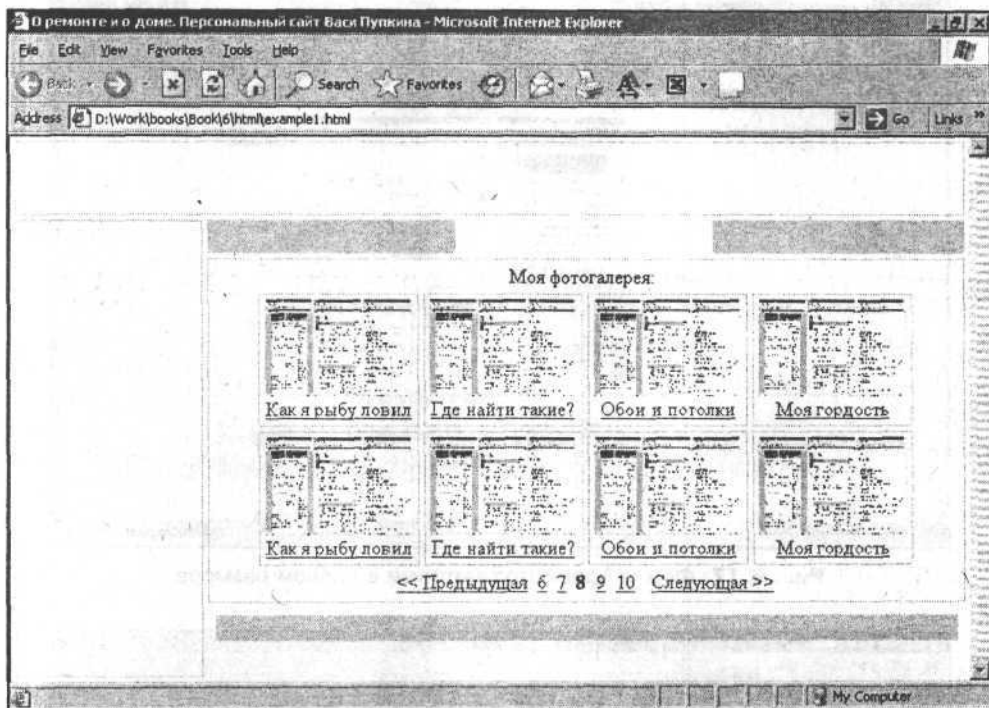 О ремонте и о доме. Персональный сайт Васи Пупкина - Microsoft Internet Explorer
File Edit View Favorites Tools Help
Back Search Favorites
Address D:\Work\books\Book\6\html\example1.html Go Links »
Моя фотогалерея:
Как я рыбу ловил Где найти такие? Обои и потолки Моя гордость
Как я рыбу ловил Где найти такие? Обои и потолки Моя гордость
<< Предыдущая 6 7 8 9 10 Следующая >>
My Computer